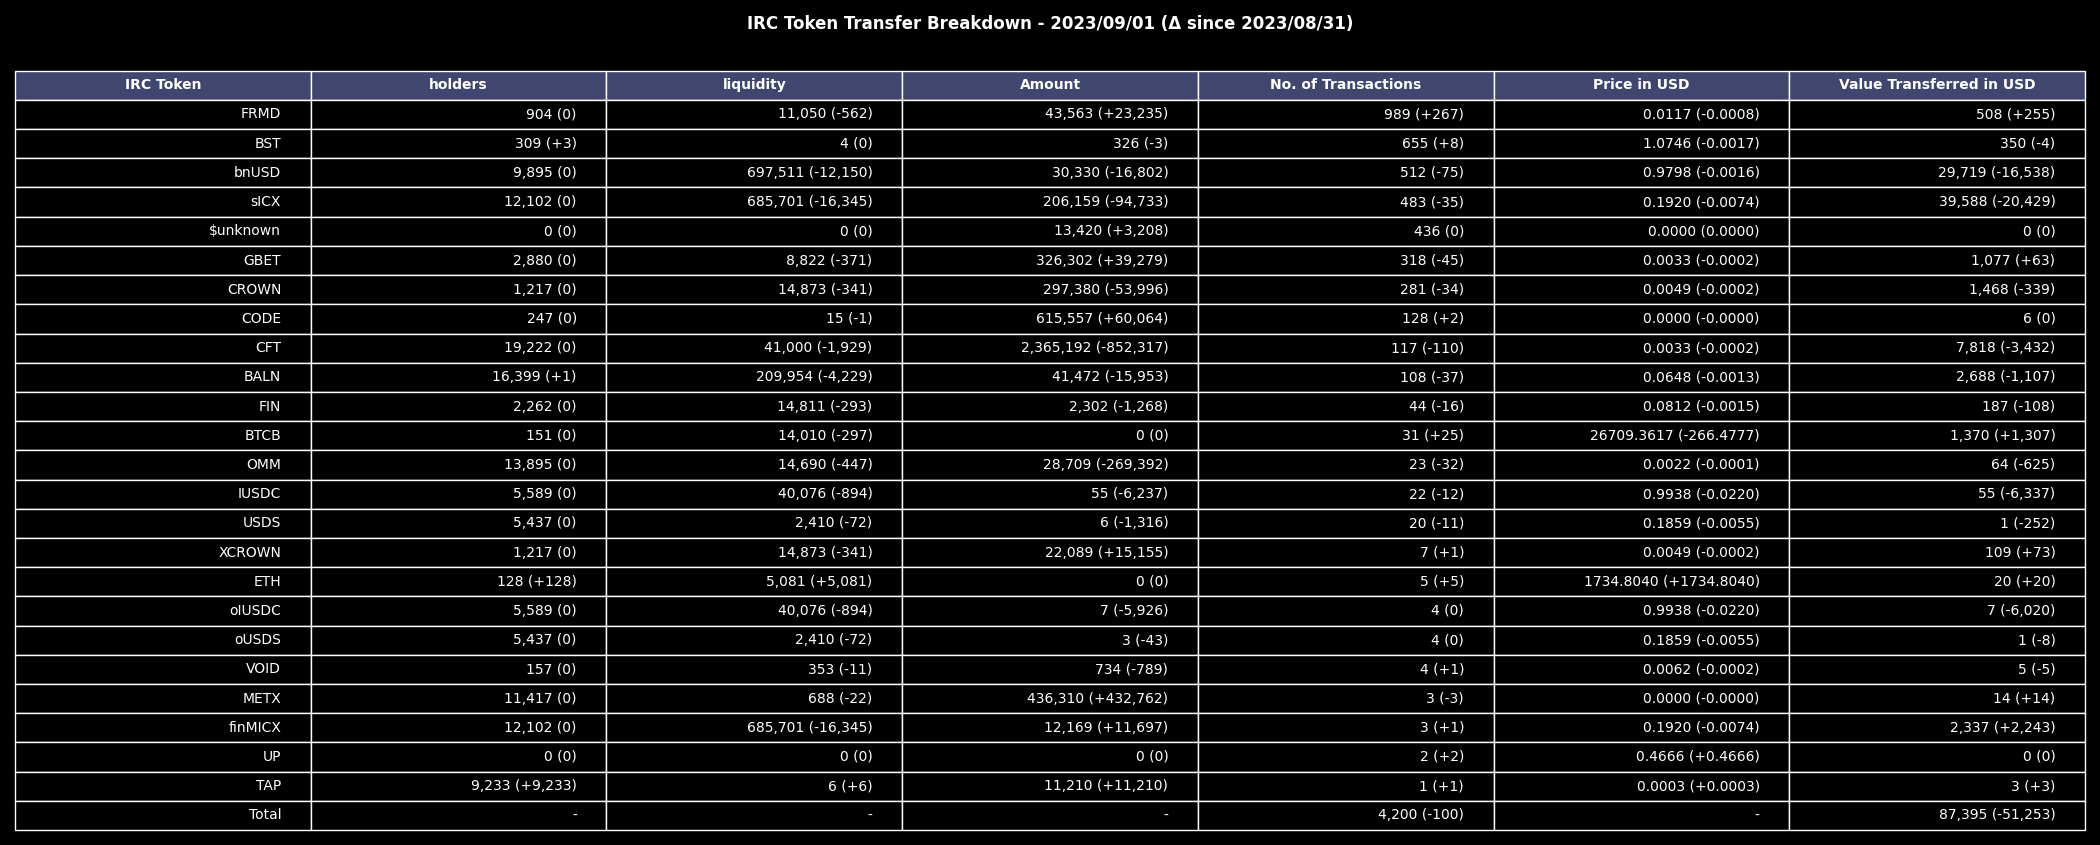 IRC Token Transfer Breakdown - 2023/09/01 (Δ since 2023/08/31)
IRC Token holders liquidity Amount No. of Transactions Price in USD Value Transferred in USD
FRMD 904 (0) 11,050 (-562) 43,563 (+23,235) 989 (+267) 0.0117 (-0.0008) 508 (+255)
BST 309 (+3) 4 (0) 326 (-3) 655 (+8) 1.0746 (-0.0017) 350 (-4)
bnUSD 9,895 (0) 697,511 (-12,150) 30,330 (-16,802) 512 (-75) 0.9798 (-0.0016) 29,719 (-16,538)
sICX 12,102 (0) 685,701 (-16,345) 206,159 (-94,733) 483 (-35) 0.1920 (-0.0074) 39,588 (-20,429)
$unknown 0 (0) 0 (0) 13,420 (+3,208) 436 (0) 0.0000 (0.0000) 0 (0)
GBET 2,880 (0) 8,822 (-371) 326,302 (+39,279) 318 (-45) 0.0033 (-0.0002) 1,077 (+63)
CROWN 1,217 (0) 14,873 (-341) 297,380 (-53,996) 281 (-34) 0.0049 (-0.0002) 1,468 (-339)
CODE 247 (0) 15 (-1) 615,557 (+60,064) 128 (+2) 0.0000 (-0.0000) 6 (0)
CFT 19,222 (0) 41,000 (-1,929) 2,365,192 (-852,317) 117 (-110) 0.0033 (-0.0002) 7,818 (-3,432)
BALN 16,399 (+1) 209,954 (-4,229) 41,472 (-15,953) 108 (-37) 0.0648 (-0.0013) 2,688 (-1,107)
FIN 2,262 (0) 14,811 (-293) 2,302 (-1,268) 44 (-16) 0.0812 (-0.0015) 187 (-108)
BTCB 151 (0) 14,010 (-297) 0 (0) 31 (+25) 26709.3617 (-266.4777) 1,370 (+1,307)
OMM 13,895 (0) 14,690 (-447) 28,709 (-269,392) 23 (-32) 0.0022 (-0.0001) 64 (-625)
IUSDC 5,589 (0) 40,076 (-894) 55 (-6,237) 22 (-12) 0.9938 (-0.0220) 55 (-6,337)
USDS 5,437 (0) 2,410 (-72) 6 (-1,316) 20 (-11) 0.1859 (-0.0055) 1 (-252)
XCROWN 1,217 (0) 14,873 (-341) 22,089 (+15,155) 7 (+1) 0.0049 (-0.0002) 109 (+73)
ETH 128 (+128) 5,081 (+5,081) 0 (0) 5 (+5) 1734.8040 (+1734.8040) 20 (+20)
oIUSDC 5,589 (0) 40,076 (-894) 7 (-5,926) 4 (0) 0.9938 (-0.0220) 7 (-6,020)
oUSDS 5,437 (0) 2,410 (-72) 3 (-43) 4 (0) 0.1859 (-0.0055) 1 (-8)
VOID 157 (0) 353 (-11) 734 (-789) 4 (+1) 0.0062 (-0.0002) 5 (-5)
METX 11,417 (0) 688 (-22) 436,310 (+432,762) 3 (-3) 0.0000 (-0.0000) 14 (+14)
finMICX 12,102 (0) 685,701 (-16,345) 12,169 (+11,697) 3 (+1) 0.1920 (-0.0074) 2,337 (+2,243)
UP 0 (0) 0 (0) 0 (0) 2 (+2) 0.4666 (+0.4666) 0 (0)
TAP 9,233 (+9,233) 6 (+6) 11,210 (+11,210) 1 (+1) 0.0003 (+0.0003) 3 (+3)
Total - - - 4,200 (-100) - 87,395 (-51,253)